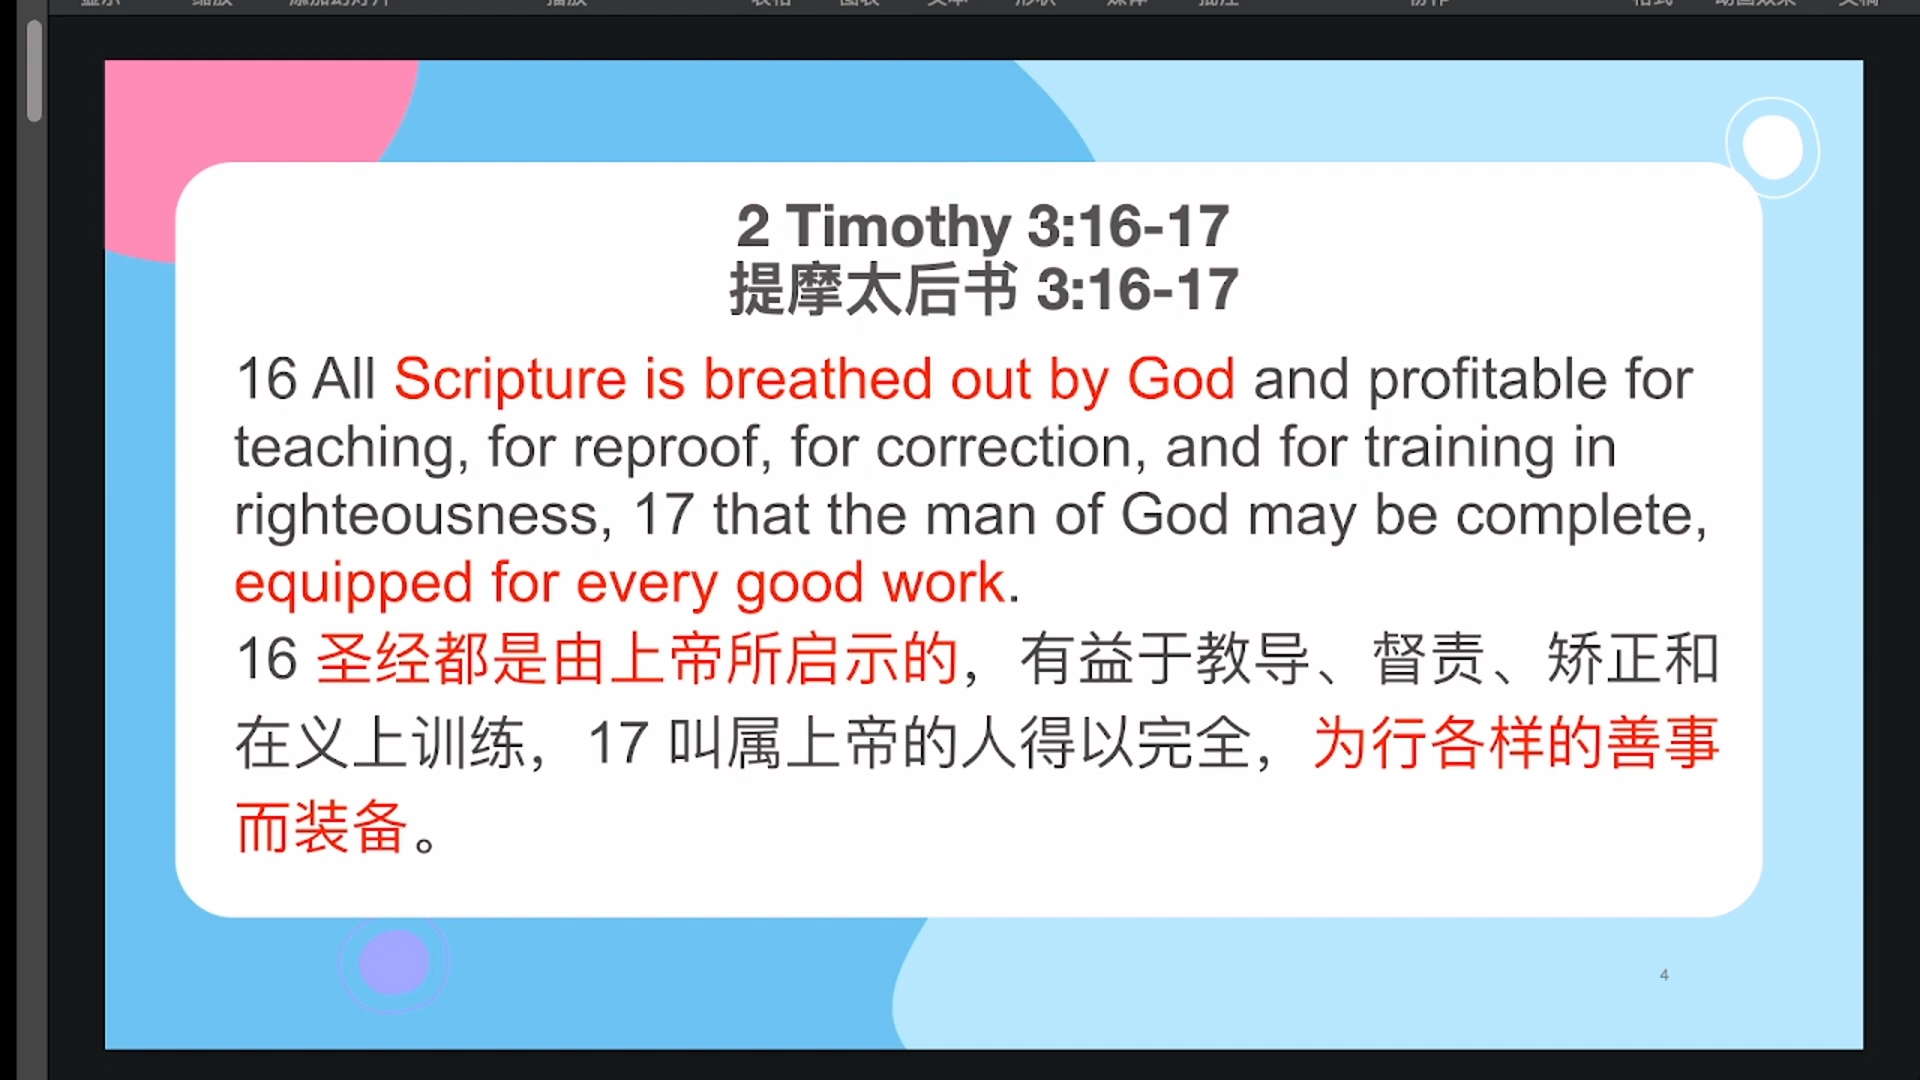 2 Timothy 3:16-17
提摩太后书 3:16-17
16 All Scripture is breathed out by God and profitable for
teaching, for reproof, for correction, and for training in
righteousness, 17 that the man of God may be complete,
equipped for every good work.
16 圣经都是由上帝所启示的，有益于教导、督责、矫正和
在义上训练，17 叫属上帝的人得以完全，为行各样的善事
而装备。
4